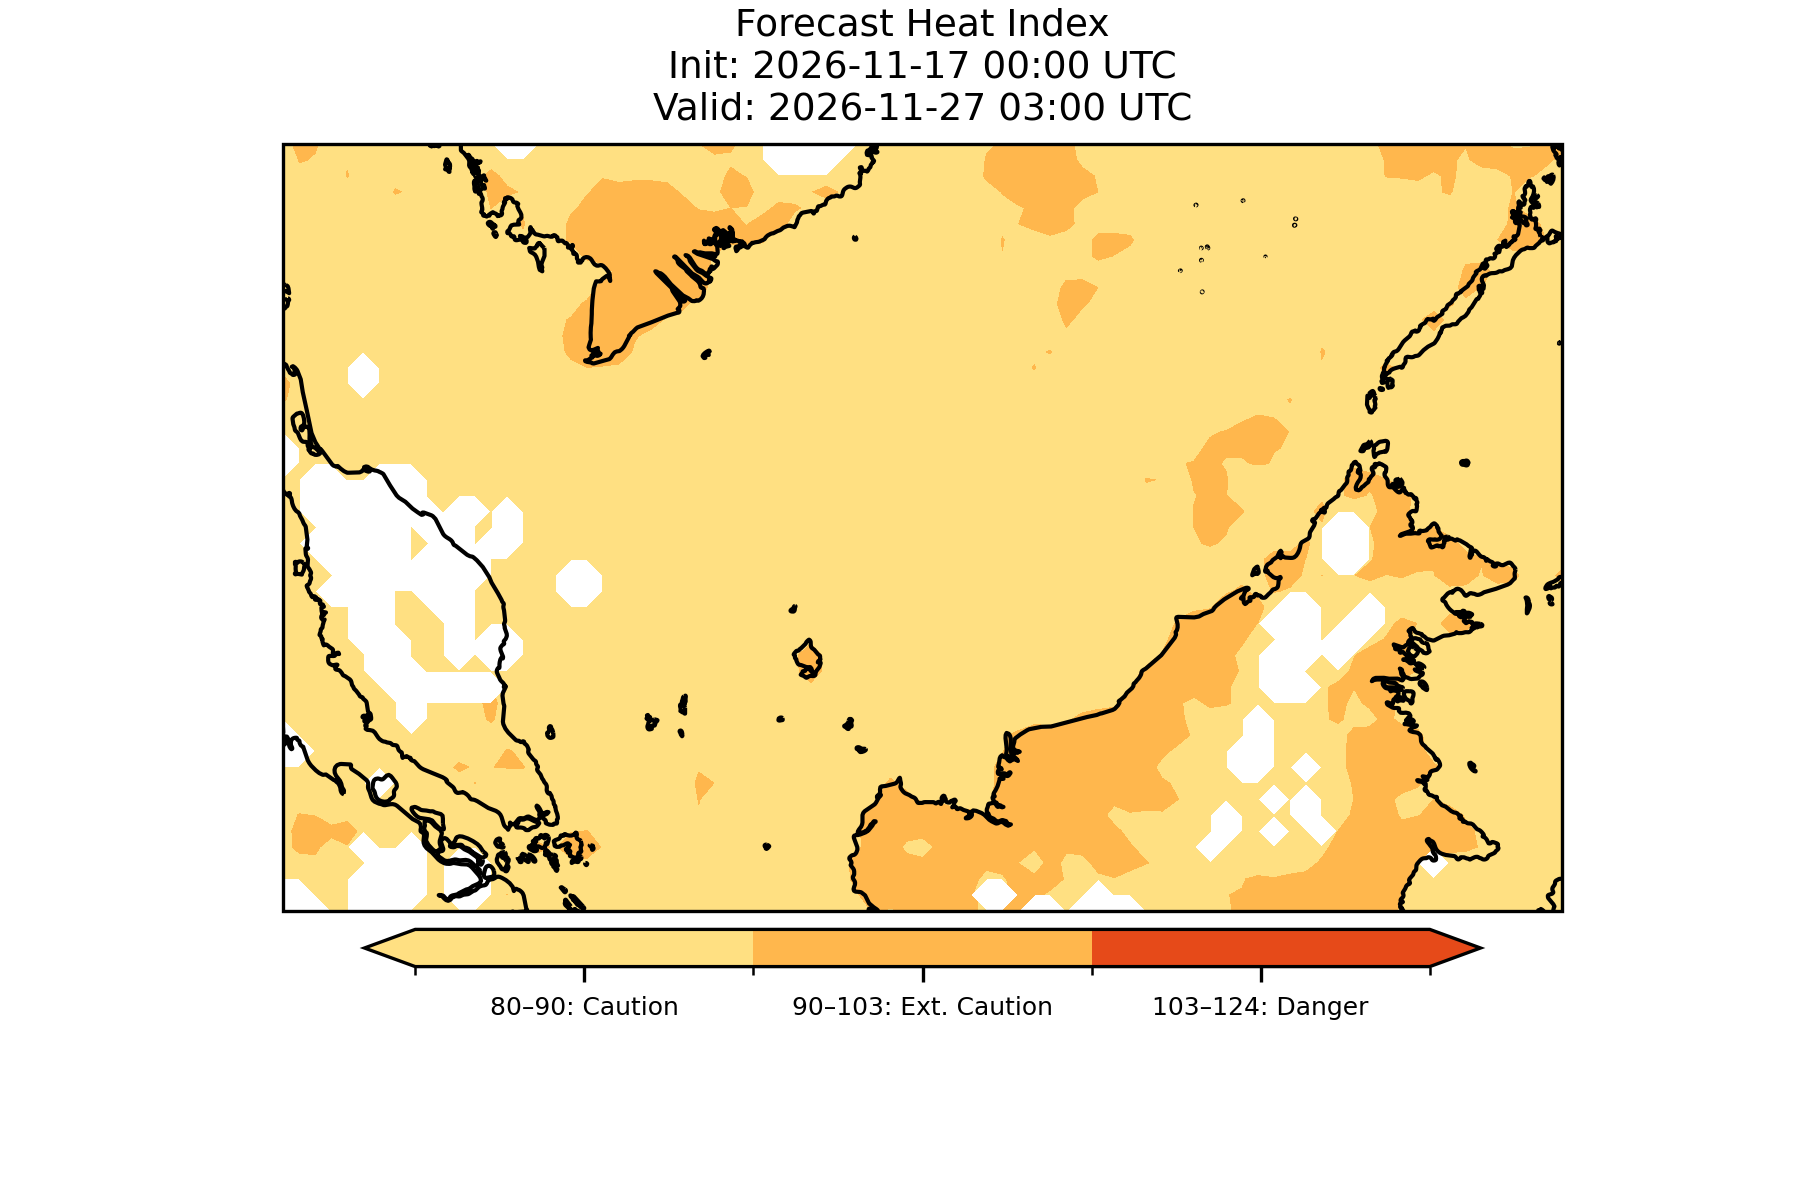 Forecast Heat Index
Init: 2026-11-17 00:00 UTC
Valid: 2026-11-27 03:00 UTC
80–90: Caution
90–103: Ext. Caution
103–124: Danger